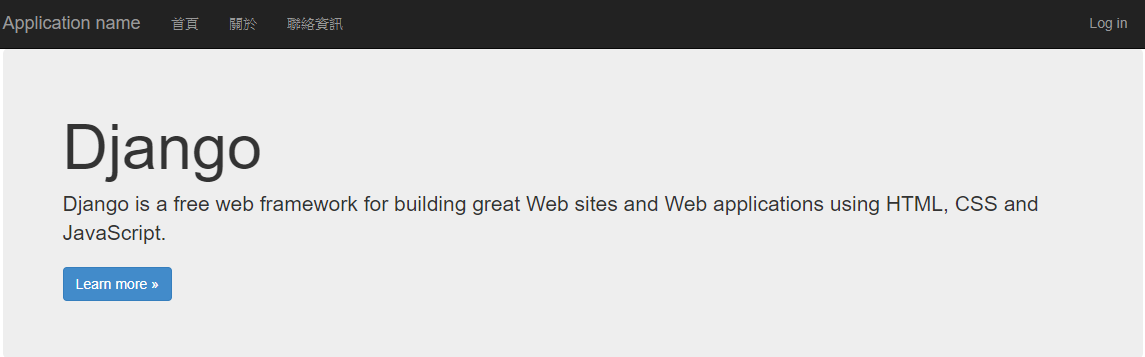 Application name 首頁 關於 聯絡資訊 Log in
Django
Django is a free web framework for building great Web sites and Web applications using HTML, CSS and
JavaScript.
Learn more »